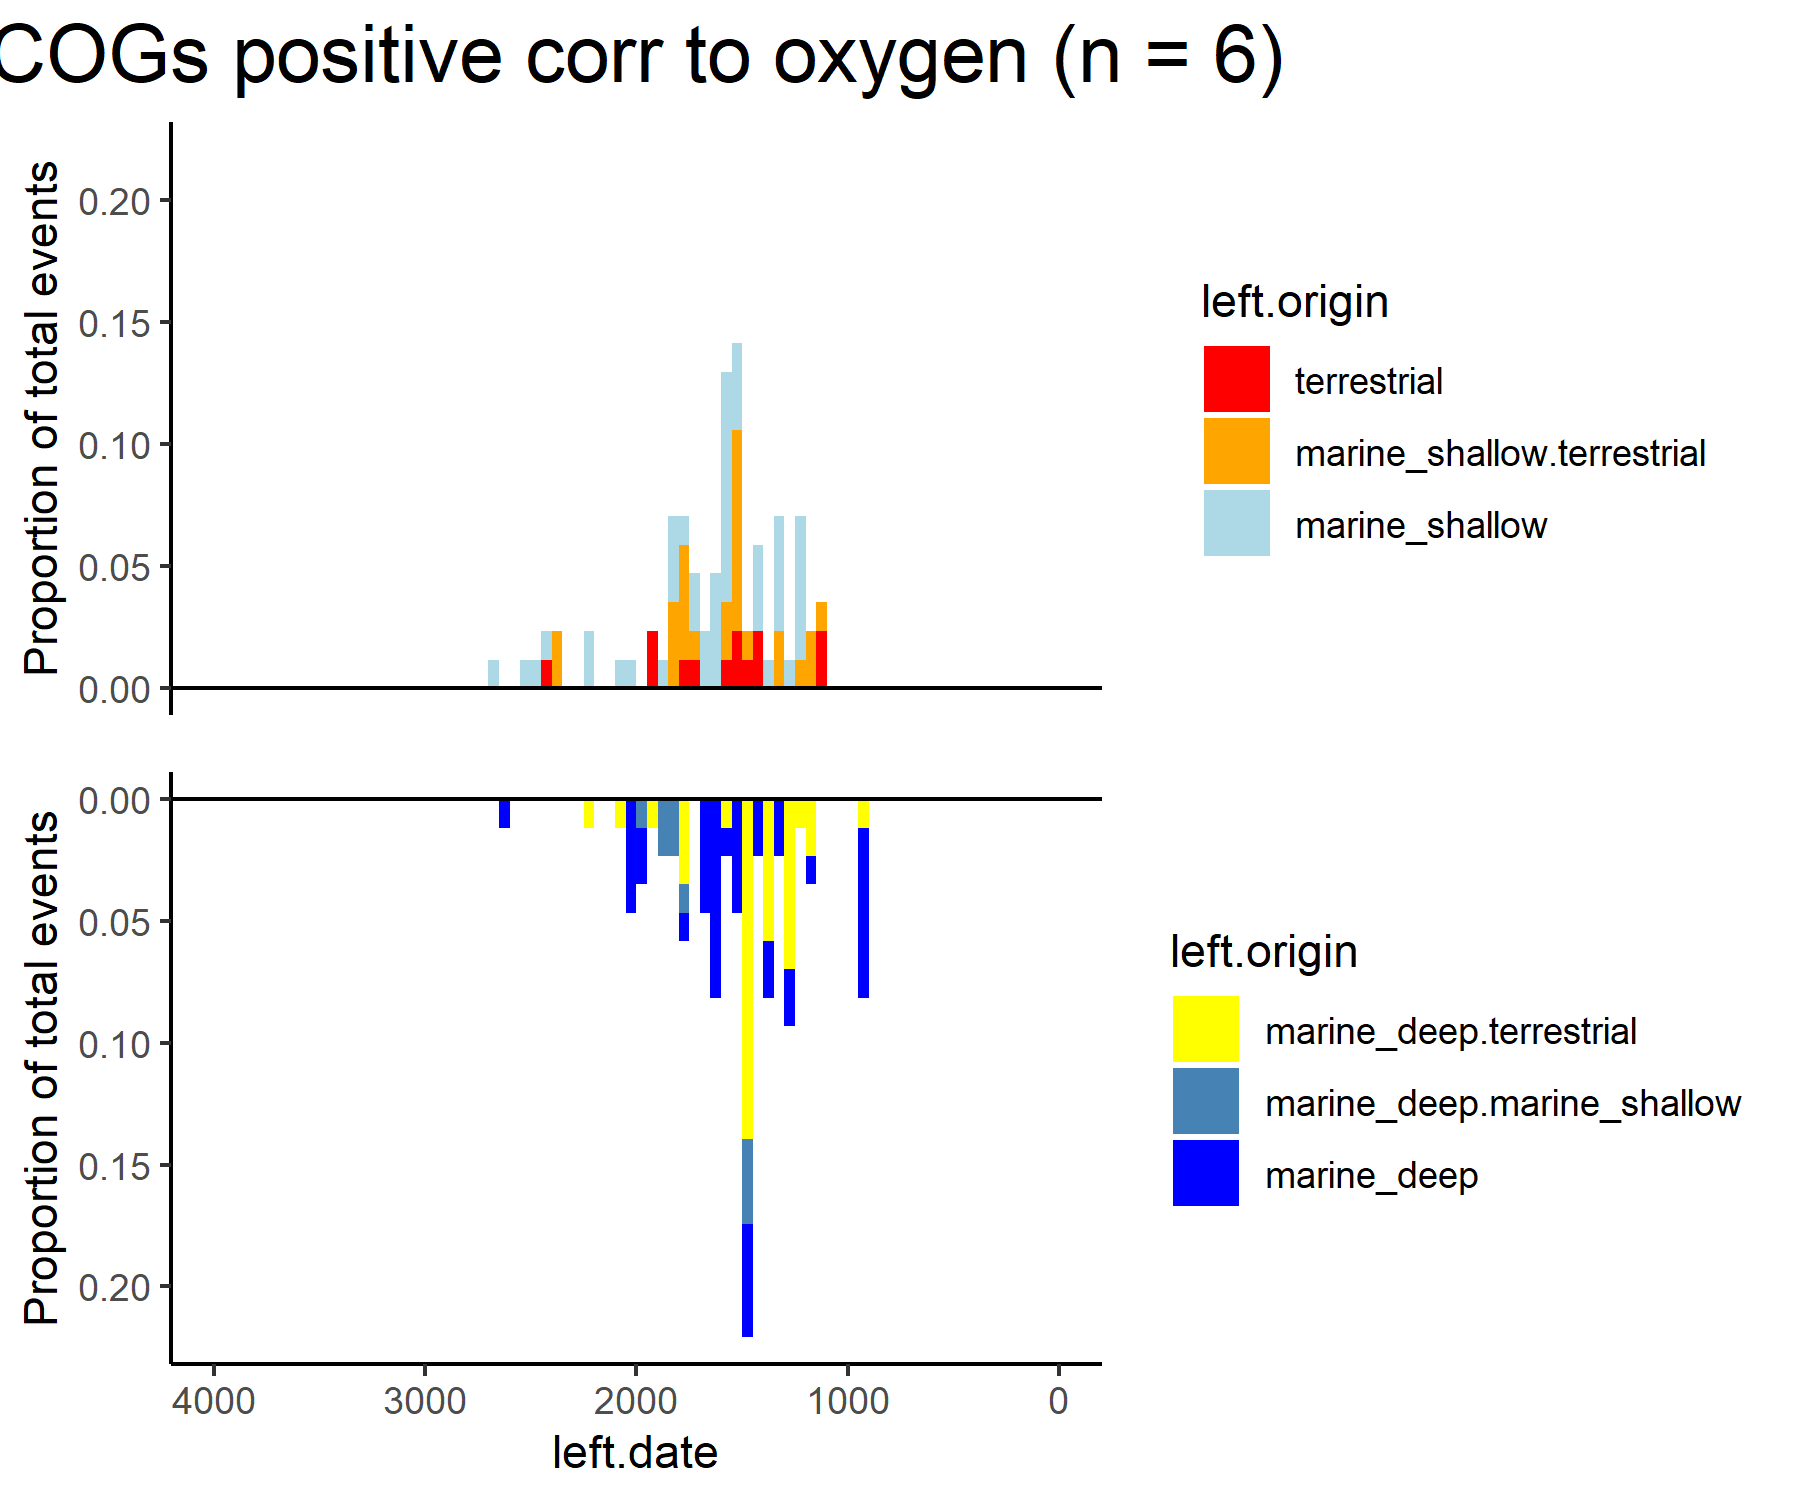 COGs positive corr to oxygen (n = 6)
Proportion of total events
0.20
0.15
0.10
0.05
0.00
left.origin
terrestrial
marine_shallow.terrestrial
marine_shallow
Proportion of total events
0.00
0.05
0.10
0.15
0.20
left.origin
marine_deep.terrestrial
marine_deep.marine_shallow
marine_deep
4000 3000 2000 1000 0
left.date